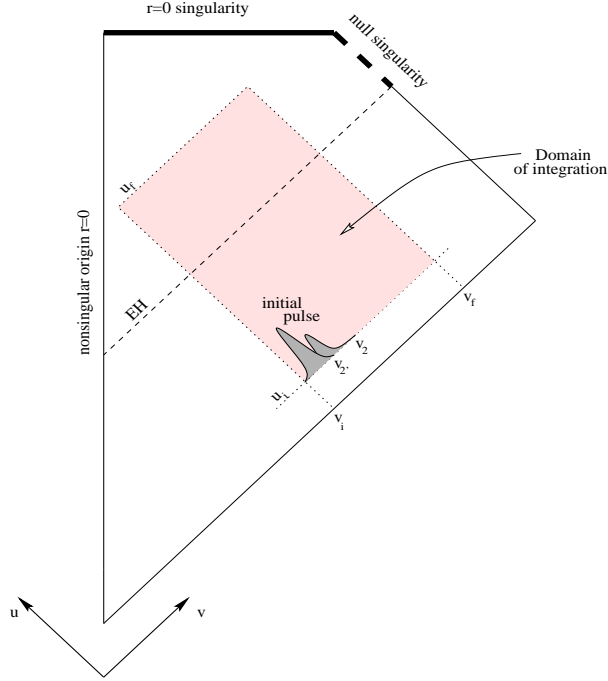 r=0 singularity
null singularity
Domain
of integration
u_f
nonsingular origin r=0
EH
initial
pulse
v_f
v_2
v_2'
u_i
v_i
u
v